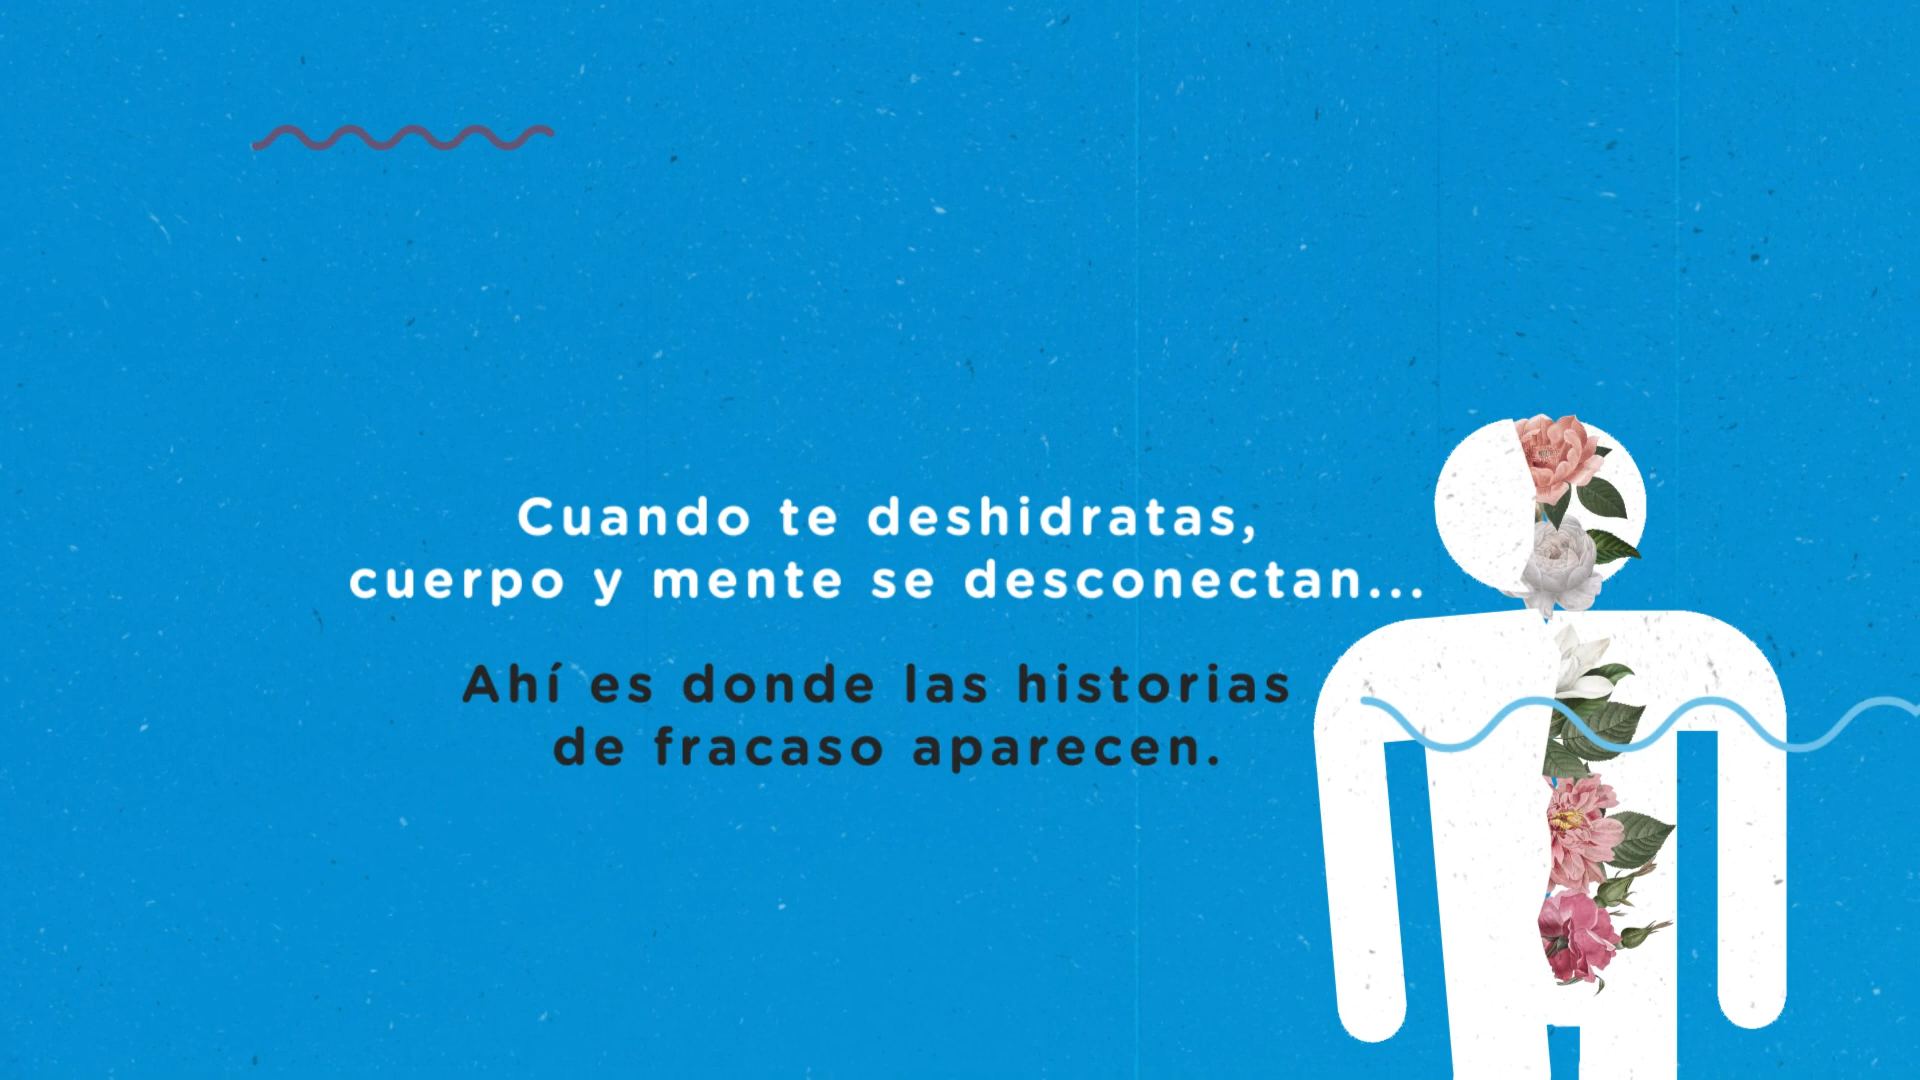 Cuando te deshidratas,
cuerpo y mente se desconectan...
Ahí es donde las historias
de fracaso aparecen.